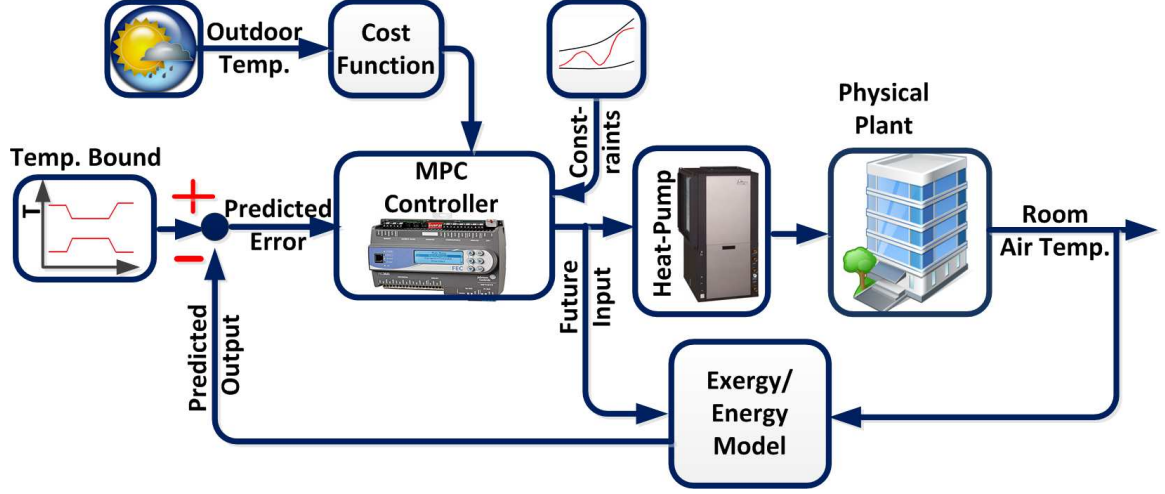 Outdoor
Temp.
Cost
Function
Const-
raints
Physical
Plant
Temp. Bound
T
+
−
Predicted
Error
MPC
Controller
FEC
Heat-Pump
Room
Air Temp.
Future
Input
Predicted
Output
Exergy/
Energy
Model